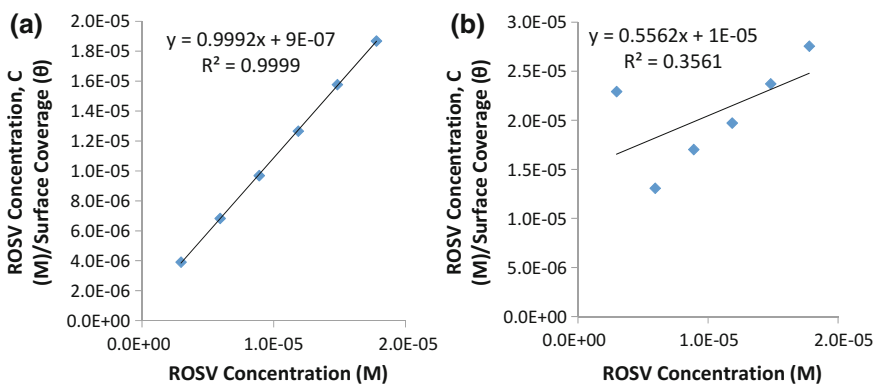 (a)
y = 0.9992x + 9E-07
R² = 0.9999
ROSV Concentration, C
(M)/Surface Coverage (θ)
2.0E-05
1.8E-05
1.6E-05
1.4E-05
1.2E-05
1.0E-05
8.0E-06
6.0E-06
4.0E-06
2.0E-06
0.0E+00
0.0E+00 1.0E-05 2.0E-05
ROSV Concentration (M)
(b)
y = 0.5562x + 1E-05
R² = 0.3561
ROSV Concentration, C
(M)/Surface Coverage (θ)
3.0E-05
2.5E-05
2.0E-05
1.5E-05
1.0E-05
5.0E-06
0.0E+00
0.0E+00 1.0E-05 2.0E-05
ROSV Concentration (M)